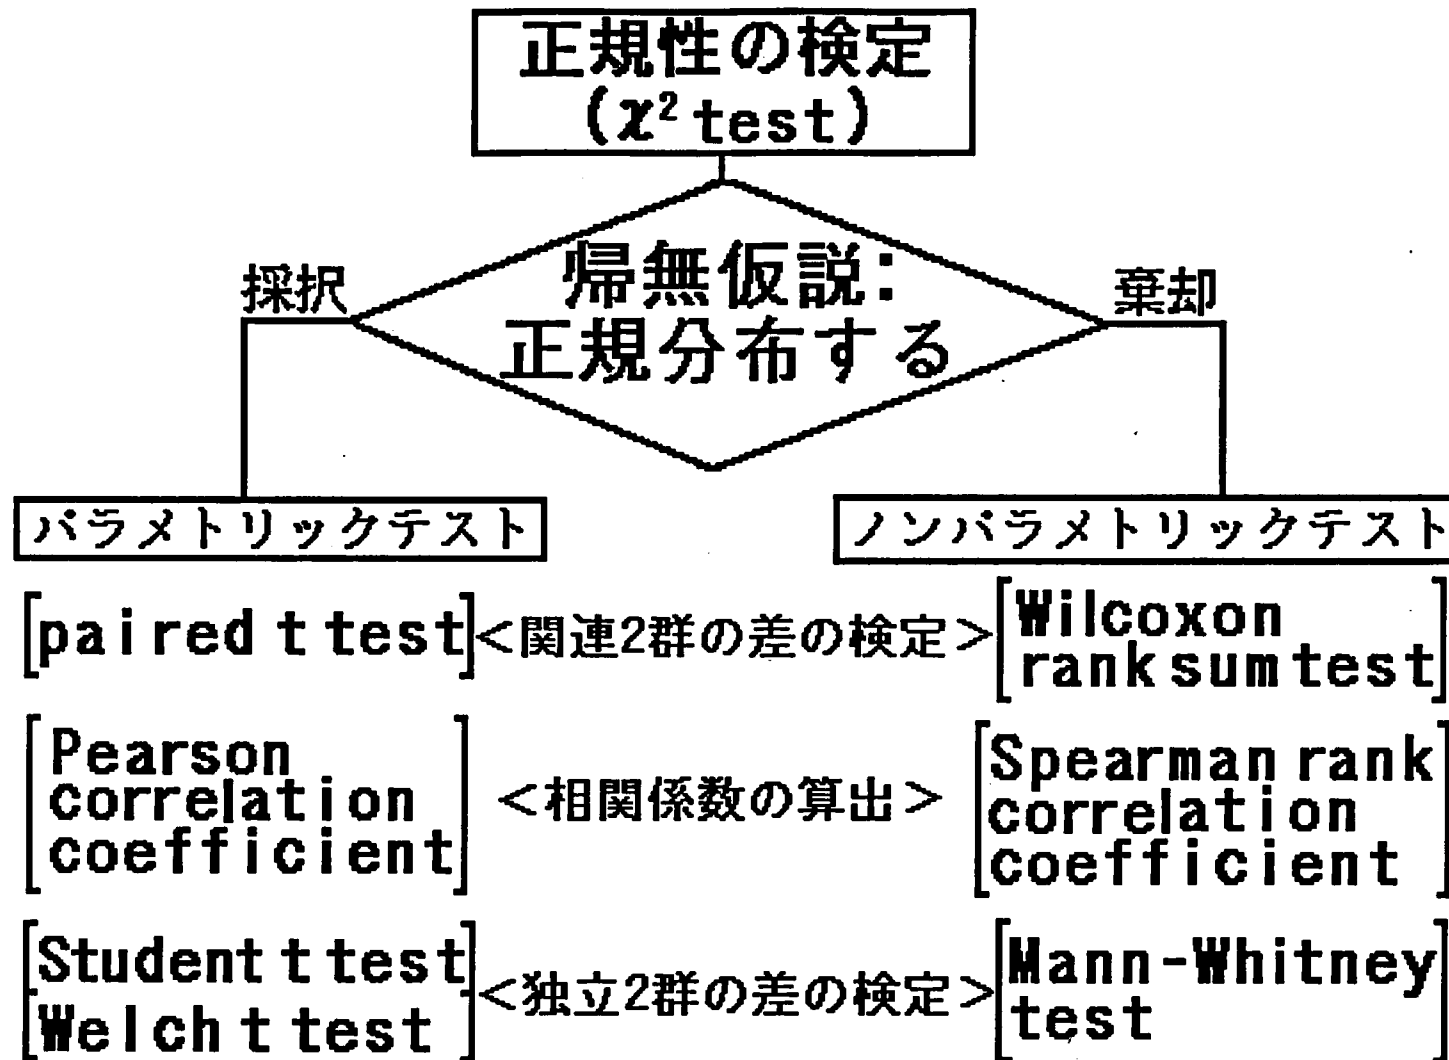 正規性の検定
(χ² test)
帰無仮説:
正規分布する
採択
棄却
パラメトリックテスト
ノンパラメトリックテスト
[paired t test]
<関連2群の差の検定>
[Wilcoxon
rank sum test]
[Pearson
correlation
coefficient]
<相関係数の算出>
[Spearman rank
correlation
coefficient]
[Student t test
Welch t test]
<独立2群の差の検定>
[Mann-Whitney
test]